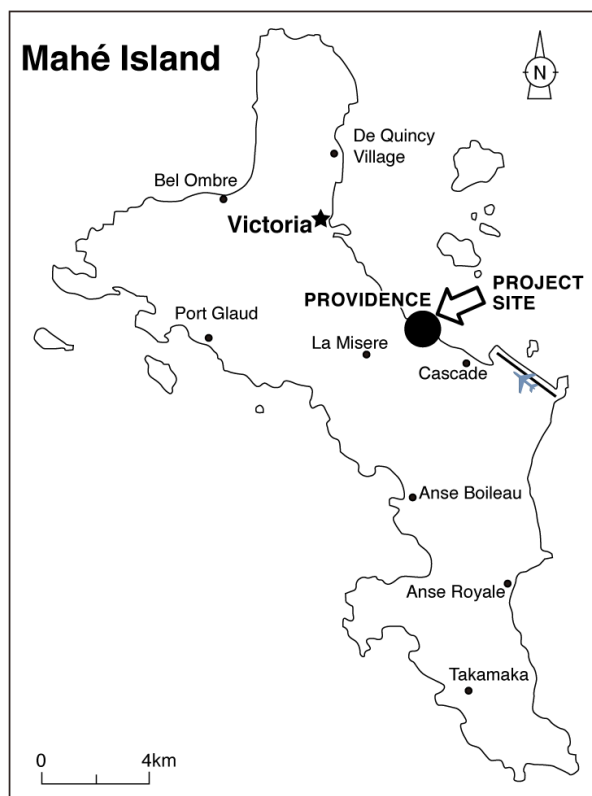 Mahé Island
N
De Quincy
Village
Bel Ombre
Victoria
PROJECT
SITE
PROVIDENCE
Port Glaud
La Misere
Cascade
Anse Boileau
Anse Royale
Takamaka
0 4km